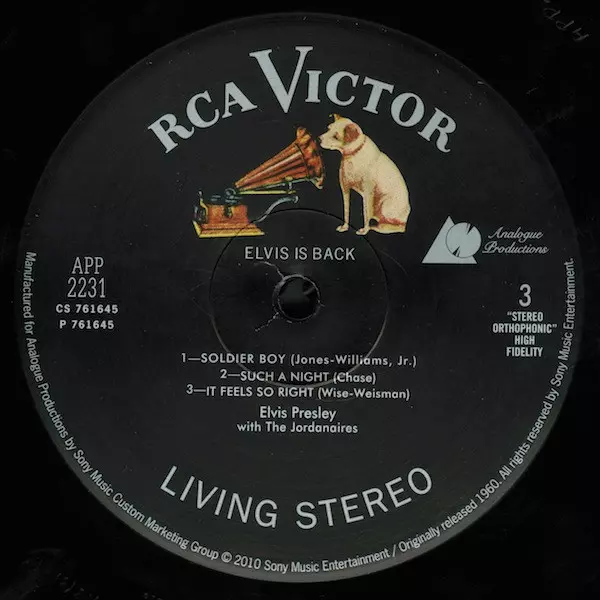 RCA VICTOR
ELVIS IS BACK
APP
2231
CS 761645
P 761645
Analogue
Productions
3
"STEREO
ORTHOPHONIC"
HIGH
FIDELITY
1—SOLDIER BOY (Jones-Williams, Jr.)
2—SUCH A NIGHT (Chase)
3—IT FEELS SO RIGHT (Wise-Weisman)
Elvis Presley
with The Jordanaires
LIVING STEREO
Manufactured for Analogue Productions by Sony Music Custom Marketing Group © 2010 Sony Music Entertainment / Originally released 1960. All rights reserved by Sony Music Entertainment.